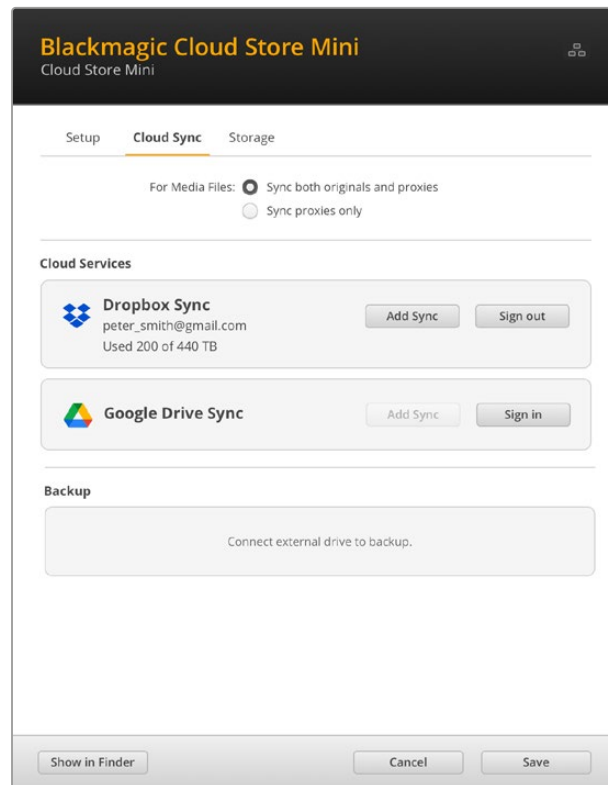 Blackmagic Cloud Store Mini
Cloud Store Mini
Setup Cloud Sync Storage
For Media Files: Sync both originals and proxies
Sync proxies only
Cloud Services
Dropbox Sync
peter_smith@gmail.com
Used 200 of 440 TB
Add Sync Sign out
Google Drive Sync Add Sync Sign in
Backup
Connect external drive to backup.
Show in Finder Cancel Save